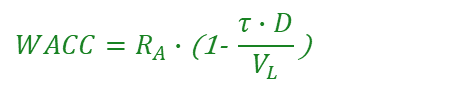 WACC = R_A · (1- τ · D / V_L )